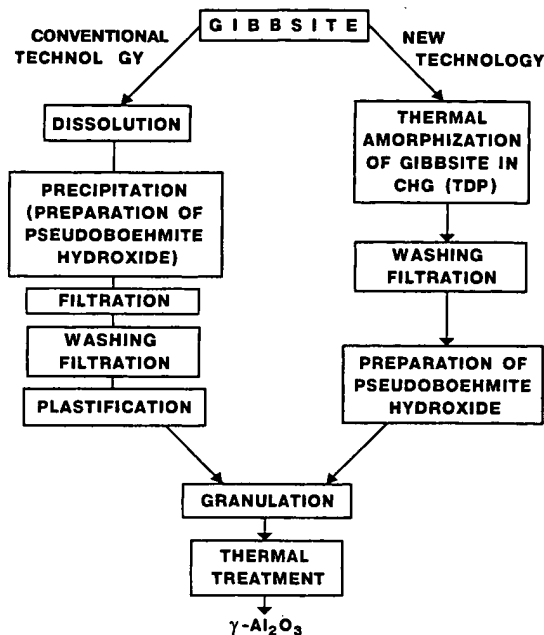 GIBBSITE
CONVENTIONAL
TECHNOL GY
NEW
TECHNOLOGY
DISSOLUTION
PRECIPITATION
(PREPARATION OF
PSEUDOBOEHMITE
HYDROXIDE)
FILTRATION
WASHING
FILTRATION
PLASTIFICATION
THERMAL
AMORPHIZATION
OF GIBBSITE IN
CHG (TDP)
WASHING
FILTRATION
PREPARATION OF
PSEUDOBOEHMITE
HYDROXIDE
GRANULATION
THERMAL
TREATMENT
γ-Al₂O₃